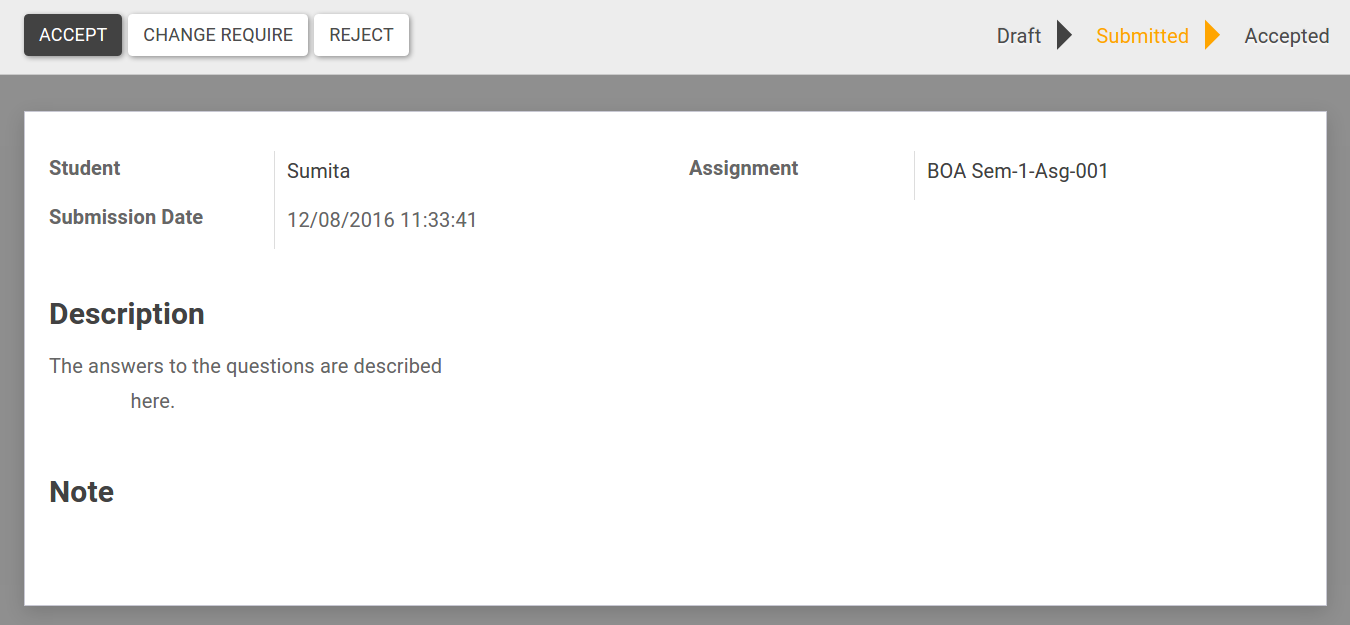 ACCEPT CHANGE REQUIRE REJECT Draft Submitted Accepted
Student Sumita Assignment BOA Sem-1-Asg-001
Submission Date 12/08/2016 11:33:41
Description
The answers to the questions are described
here.
Note